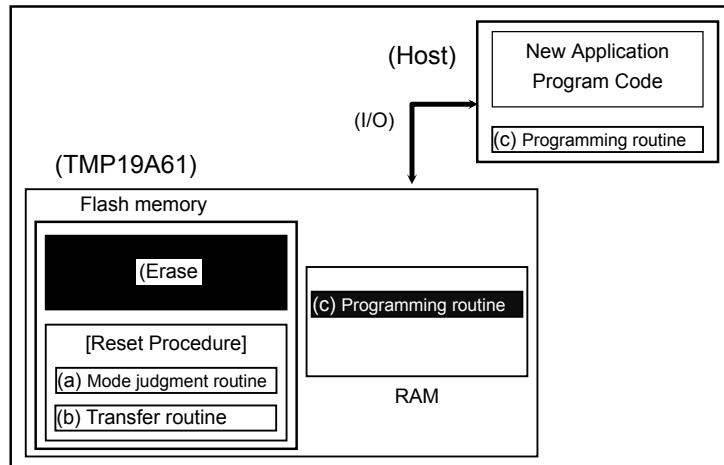 (Host)
New Application
Program Code
(c) Programming routine
(I/O)
(TMP19A61)
Flash memory
(Erase
[Reset Procedure]
(a) Mode judgment routine
(b) Transfer routine
(c) Programming routine
RAM